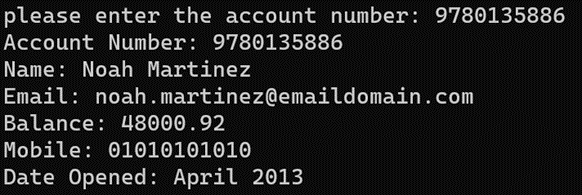 please enter the account number: 9780135886
Account Number: 9780135886
Name: Noah Martinez
Email: noah.martinez@emaildomain.com
Balance: 48000.92
Mobile: 01010101010
Date Opened: April 2013